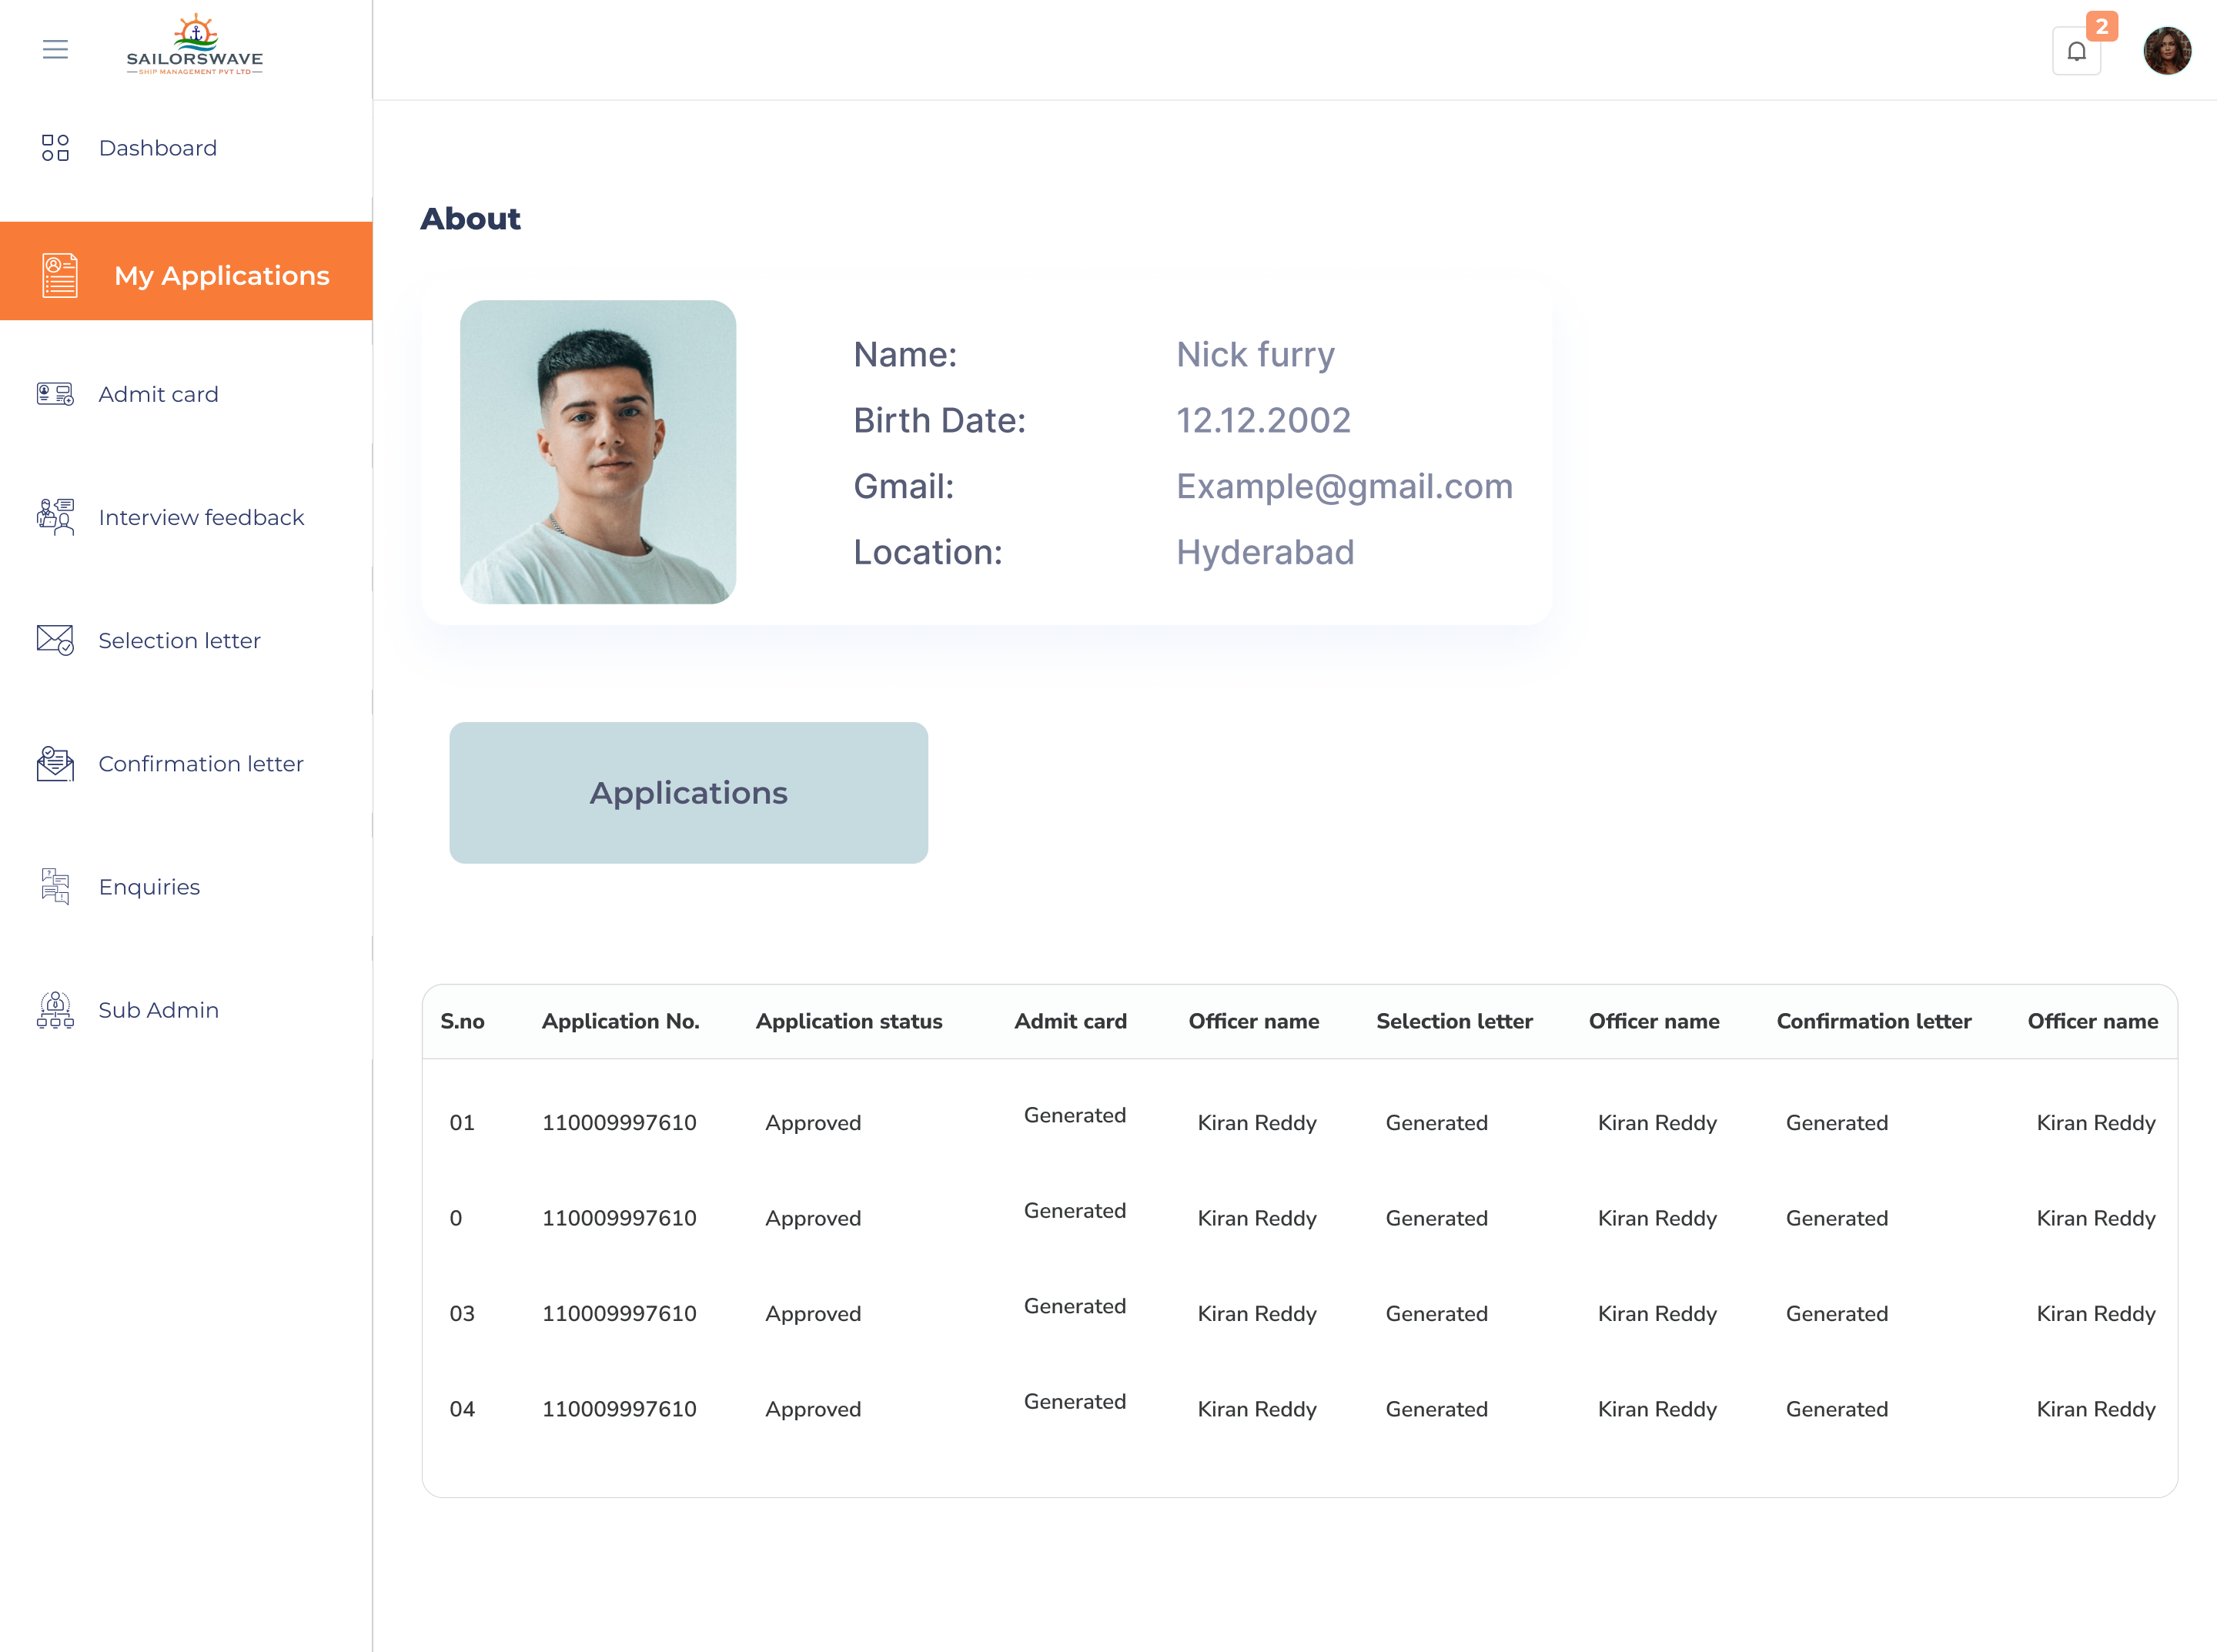 SAILORSWAVE
SHIP MANAGEMENT PVT LTD
2
Dashboard
My Applications
Admit card
Interview feedback
Selection letter
Confirmation letter
Enquiries
Sub Admin
About
Name: Nick furry
Birth Date: 12.12.2002
Gmail: Example@gmail.com
Location: Hyderabad
Applications
S.no Application No. Application status Admit card Officer name Selection letter Officer name Confirmation letter Officer name
01 110009997610 Approved Generated Kiran Reddy Generated Kiran Reddy Generated Kiran Reddy
0 110009997610 Approved Generated Kiran Reddy Generated Kiran Reddy Generated Kiran Reddy
03 110009997610 Approved Generated Kiran Reddy Generated Kiran Reddy Generated Kiran Reddy
04 110009997610 Approved Generated Kiran Reddy Generated Kiran Reddy Generated Kiran Reddy